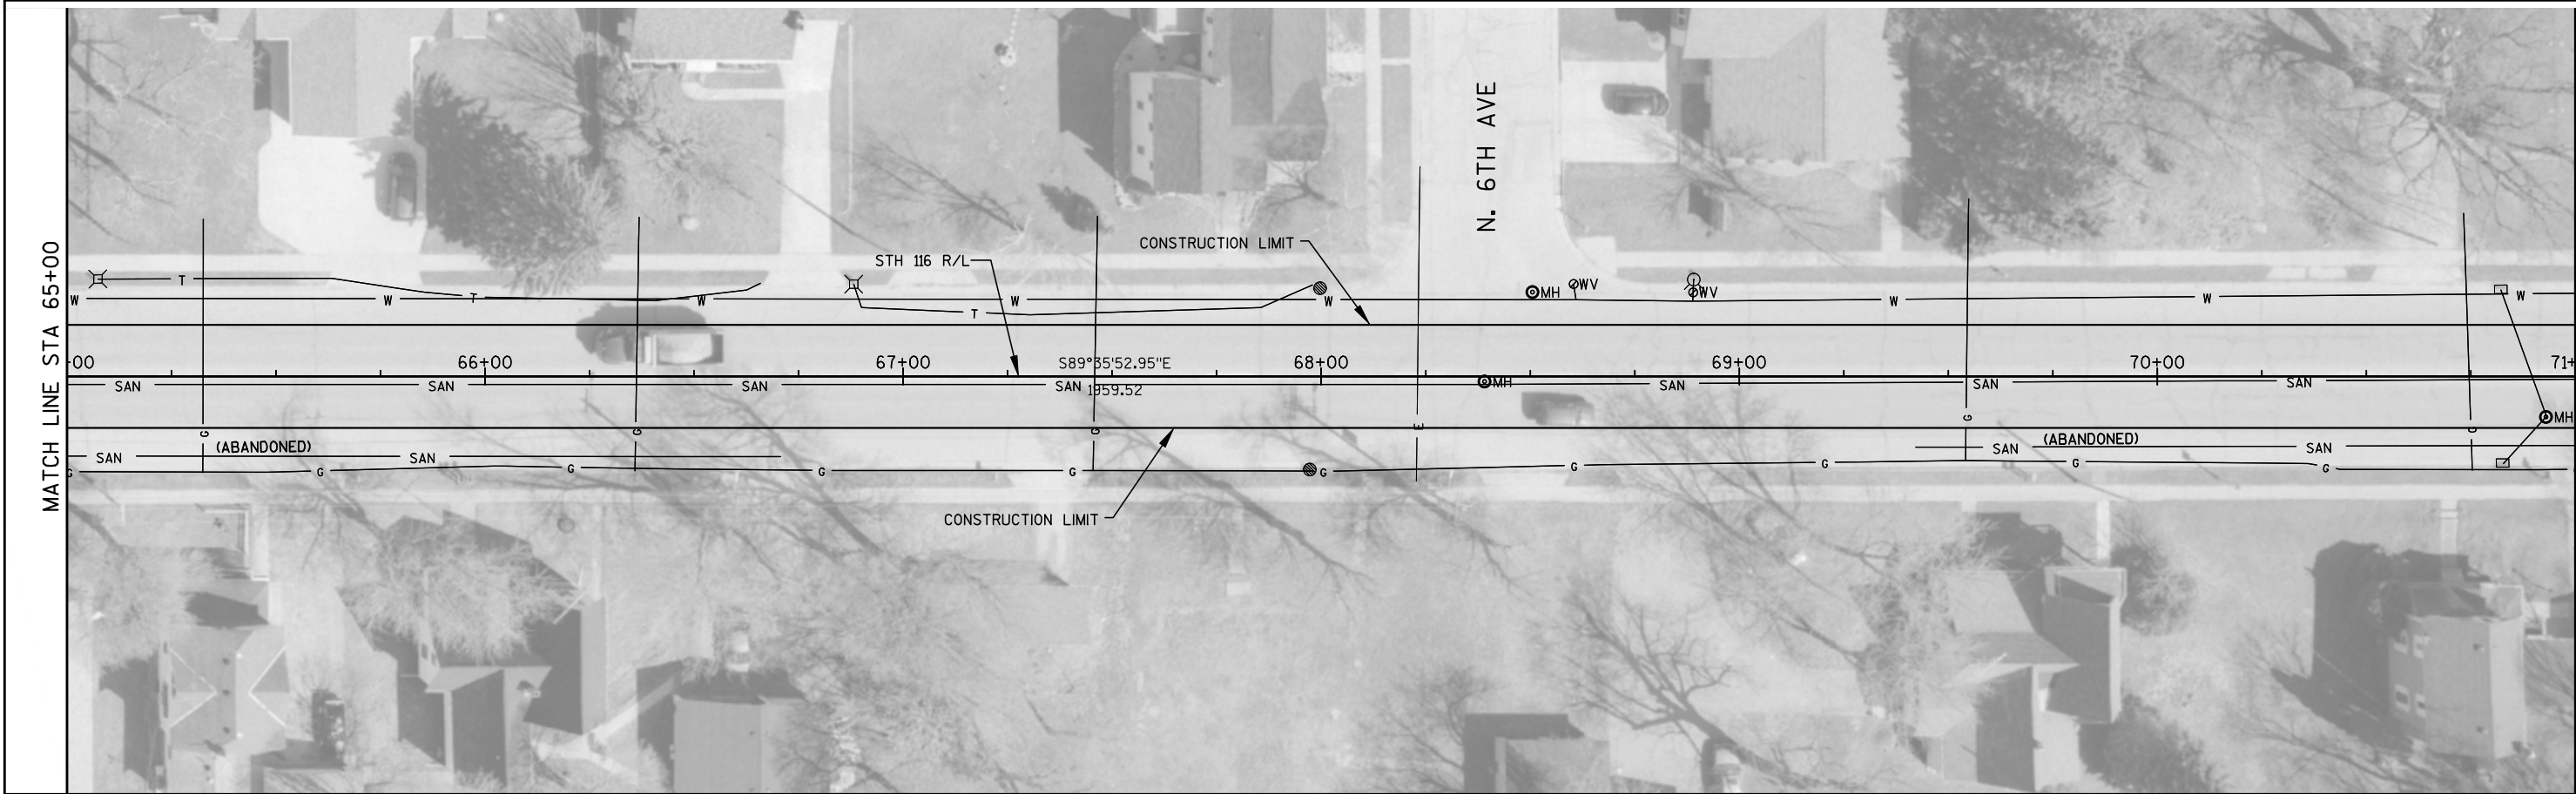 N. 6TH AVE
CONSTRUCTION LIMIT
STH 116 R/L
MATCH LINE STA 65+00
T
T
W W W W W W W W
T
MH WV WV
+00 66+00 67+00 68+00 69+00 70+00 71+
S89°35'52.95"E
1959.52
SAN SAN SAN SAN MH SAN SAN SAN
G G G E G G MH
(ABANDONED) (ABANDONED)
SAN SAN SAN SAN
G G G G G G G G G G
CONSTRUCTION LIMIT